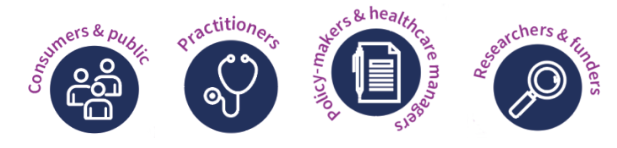 Consumers & public
Practitioners
Policy-makers & healthcare managers
Researchers & funders